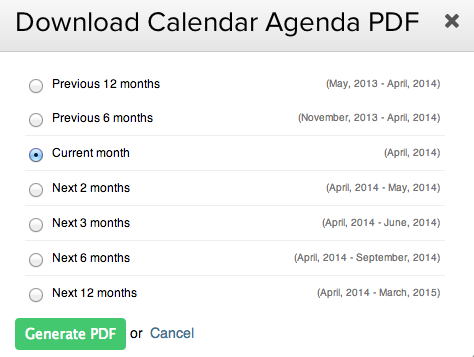 Download Calendar Agenda PDF
Previous 12 months (May, 2013 - April, 2014)
Previous 6 months (November, 2013 - April, 2014)
Current month (April, 2014)
Next 2 months (April, 2014 - May, 2014)
Next 3 months (April, 2014 - June, 2014)
Next 6 months (April, 2014 - September, 2014)
Next 12 months (April, 2014 - March, 2015)
Generate PDF or Cancel